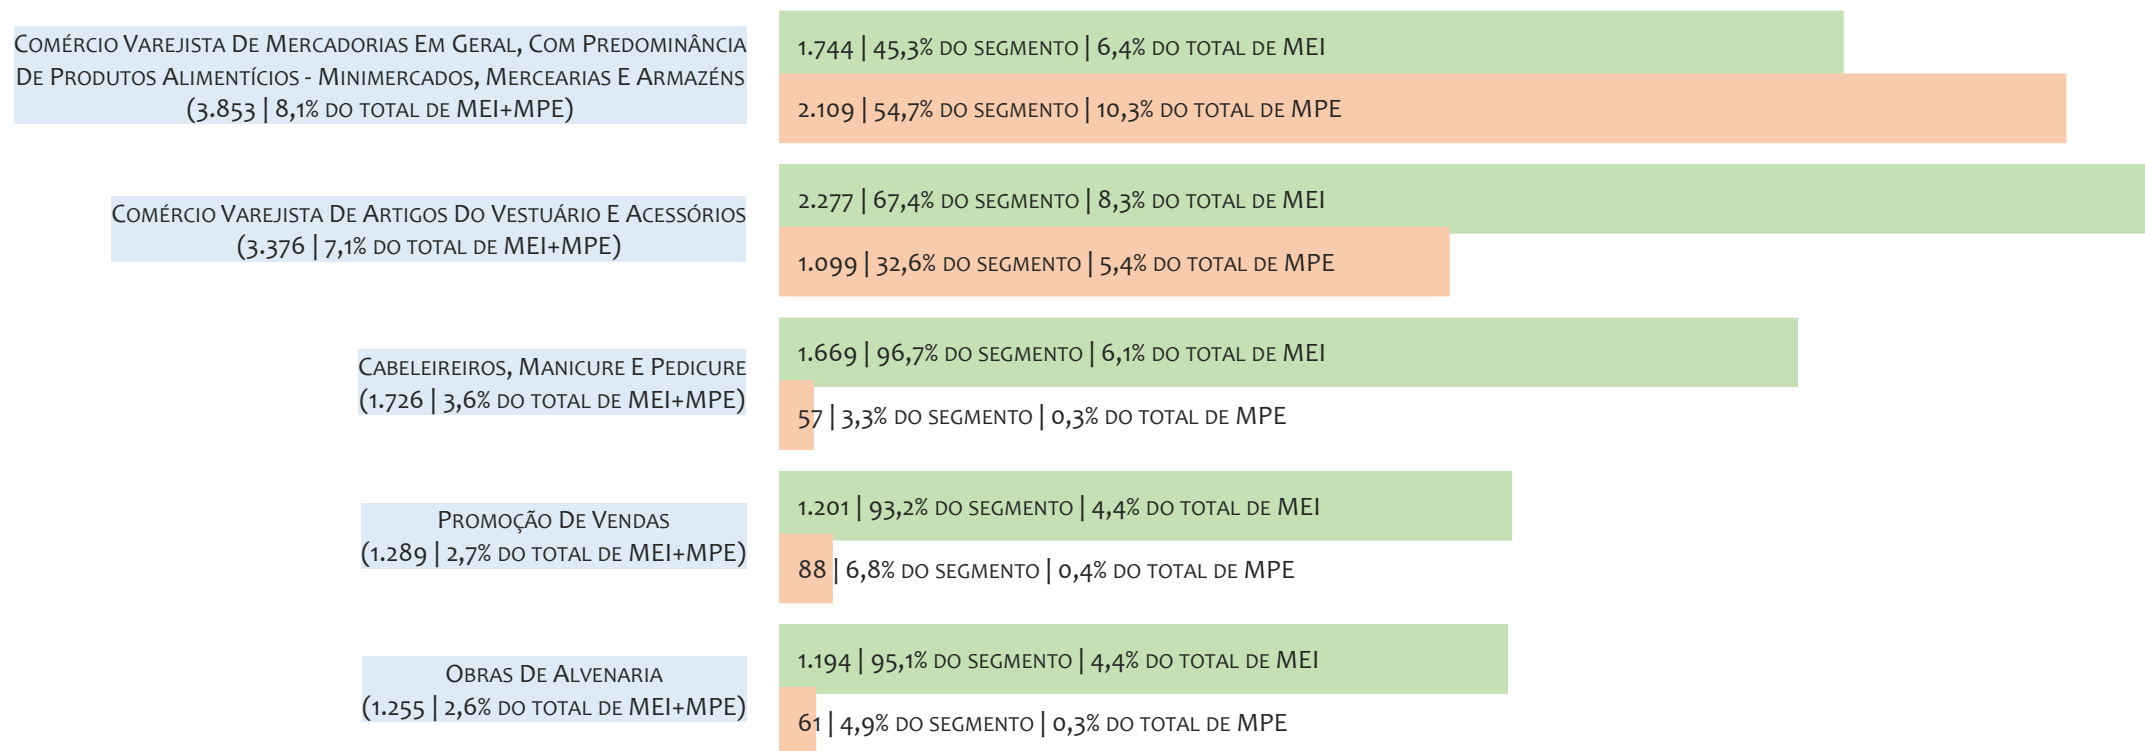 Comércio Varejista De Mercadorias Em Geral, Com Predominância
De Produtos Alimentícios - Minimercados, Mercearias E Armazéns
(3.853 | 8,1% do total de MEI+MPE)
1.744 | 45,3% do segmento | 6,4% do total de MEI
2.109 | 54,7% do segmento | 10,3% do total de MPE
Comércio Varejista De Artigos Do Vestuário E Acessórios
(3.376 | 7,1% do total de MEI+MPE)
2.277 | 67,4% do segmento | 8,3% do total de MEI
1.099 | 32,6% do segmento | 5,4% do total de MPE
Cabeleireiros, Manicure E Pedicure
(1.726 | 3,6% do total de MEI+MPE)
1.669 | 96,7% do segmento | 6,1% do total de MEI
57 | 3,3% do segmento | 0,3% do total de MPE
Promoção De Vendas
(1.289 | 2,7% do total de MEI+MPE)
1.201 | 93,2% do segmento | 4,4% do total de MEI
88 | 6,8% do segmento | 0,4% do total de MPE
Obras De Alvenaria
(1.255 | 2,6% do total de MEI+MPE)
1.194 | 95,1% do segmento | 4,4% do total de MEI
61 | 4,9% do segmento | 0,3% do total de MPE